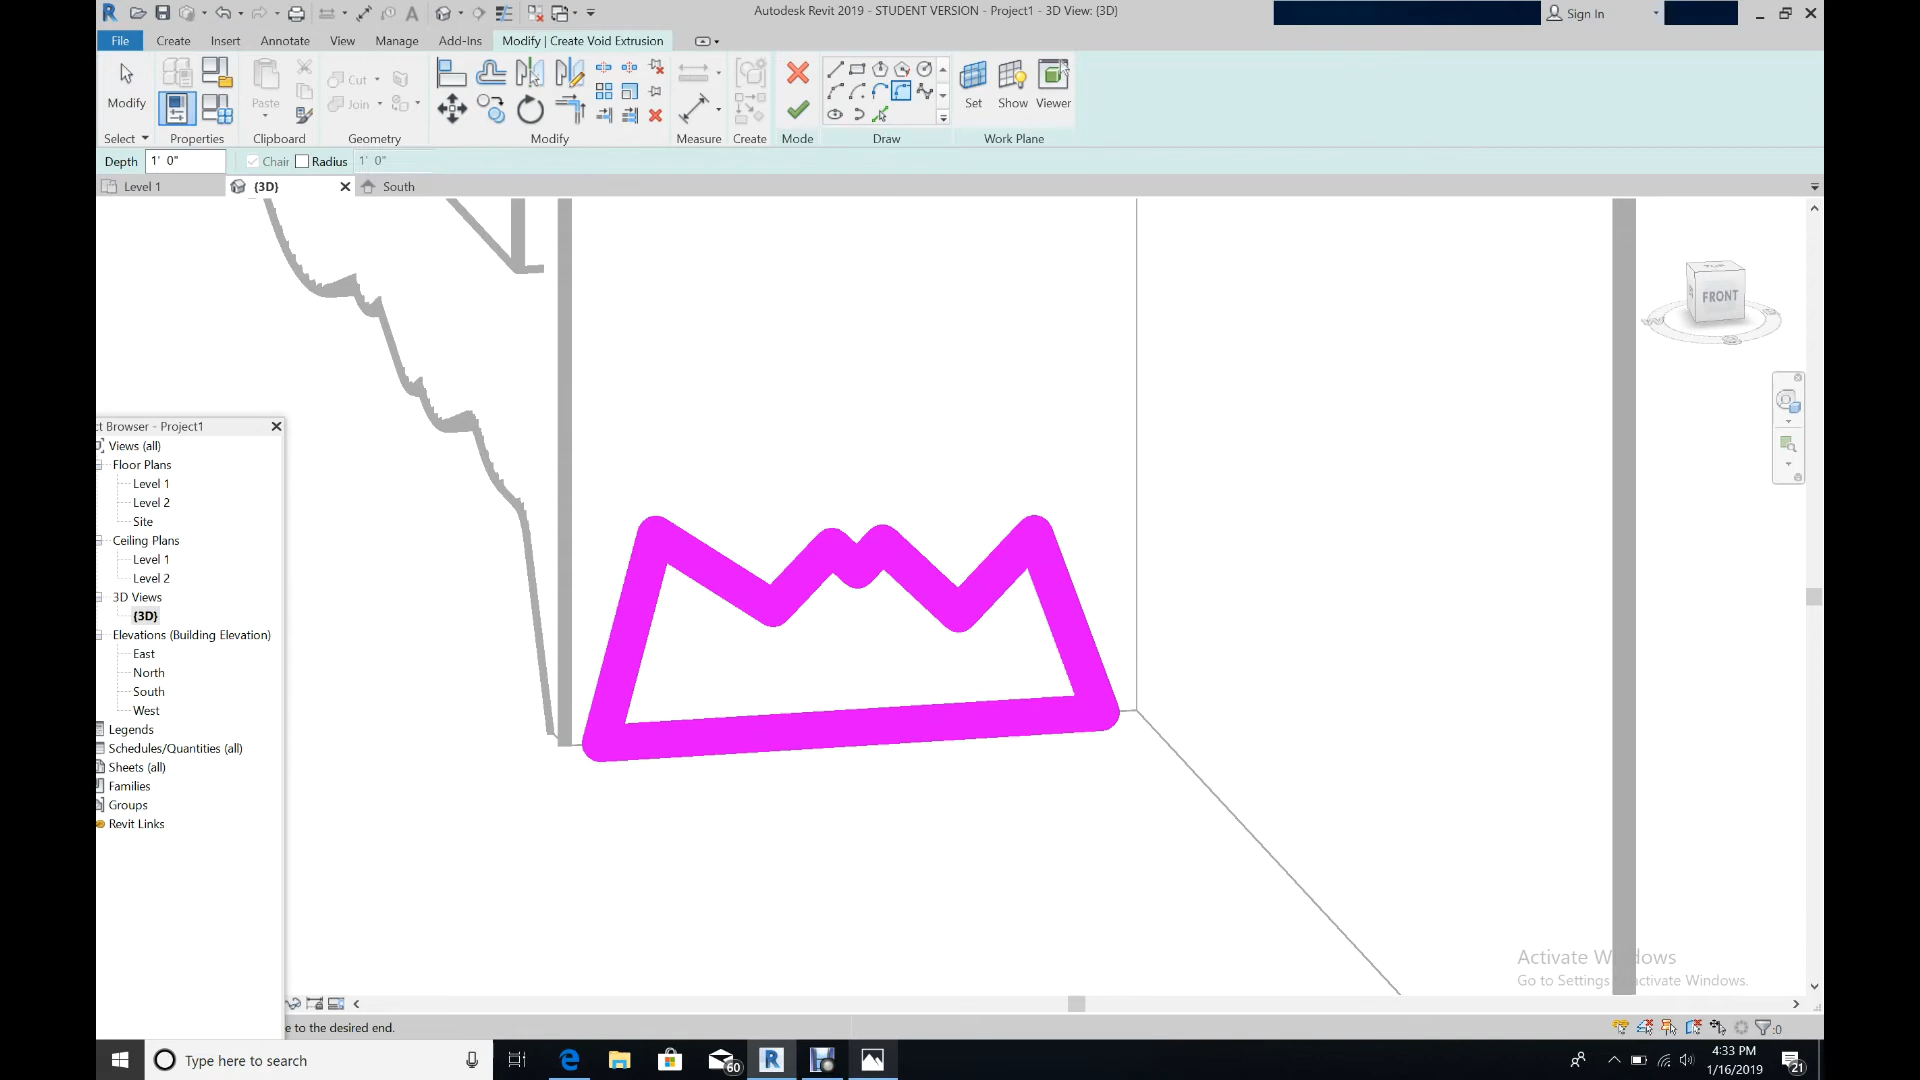 Autodesk Revit 2019 - STUDENT VERSION - Project1 - 3D View: {3D}
Sign In
File Create Insert Annotate View Manage Add-Ins Modify | Create Void Extrusion
Modify Cut Join Paste Set Show Viewer
Select Properties Clipboard Geometry Modify Measure Create Mode Draw Work Plane
Depth 1' 0" Chain Radius 1' 0"
Level 1 {3D} South
FRONT
ct Browser - Project1
Views (all)
Floor Plans
Level 1
Level 2
Site
Ceiling Plans
Level 1
Level 2
3D Views
{3D}
Elevations (Building Elevation)
East
North
South
West
Legends
Schedules/Quantities (all)
Sheets (all)
Families
Groups
Revit Links
Activate Windows
Go to Settings to activate Windows.
e to the desired end.
:0
Type here to search
60
4:33 PM
1/16/2019
21